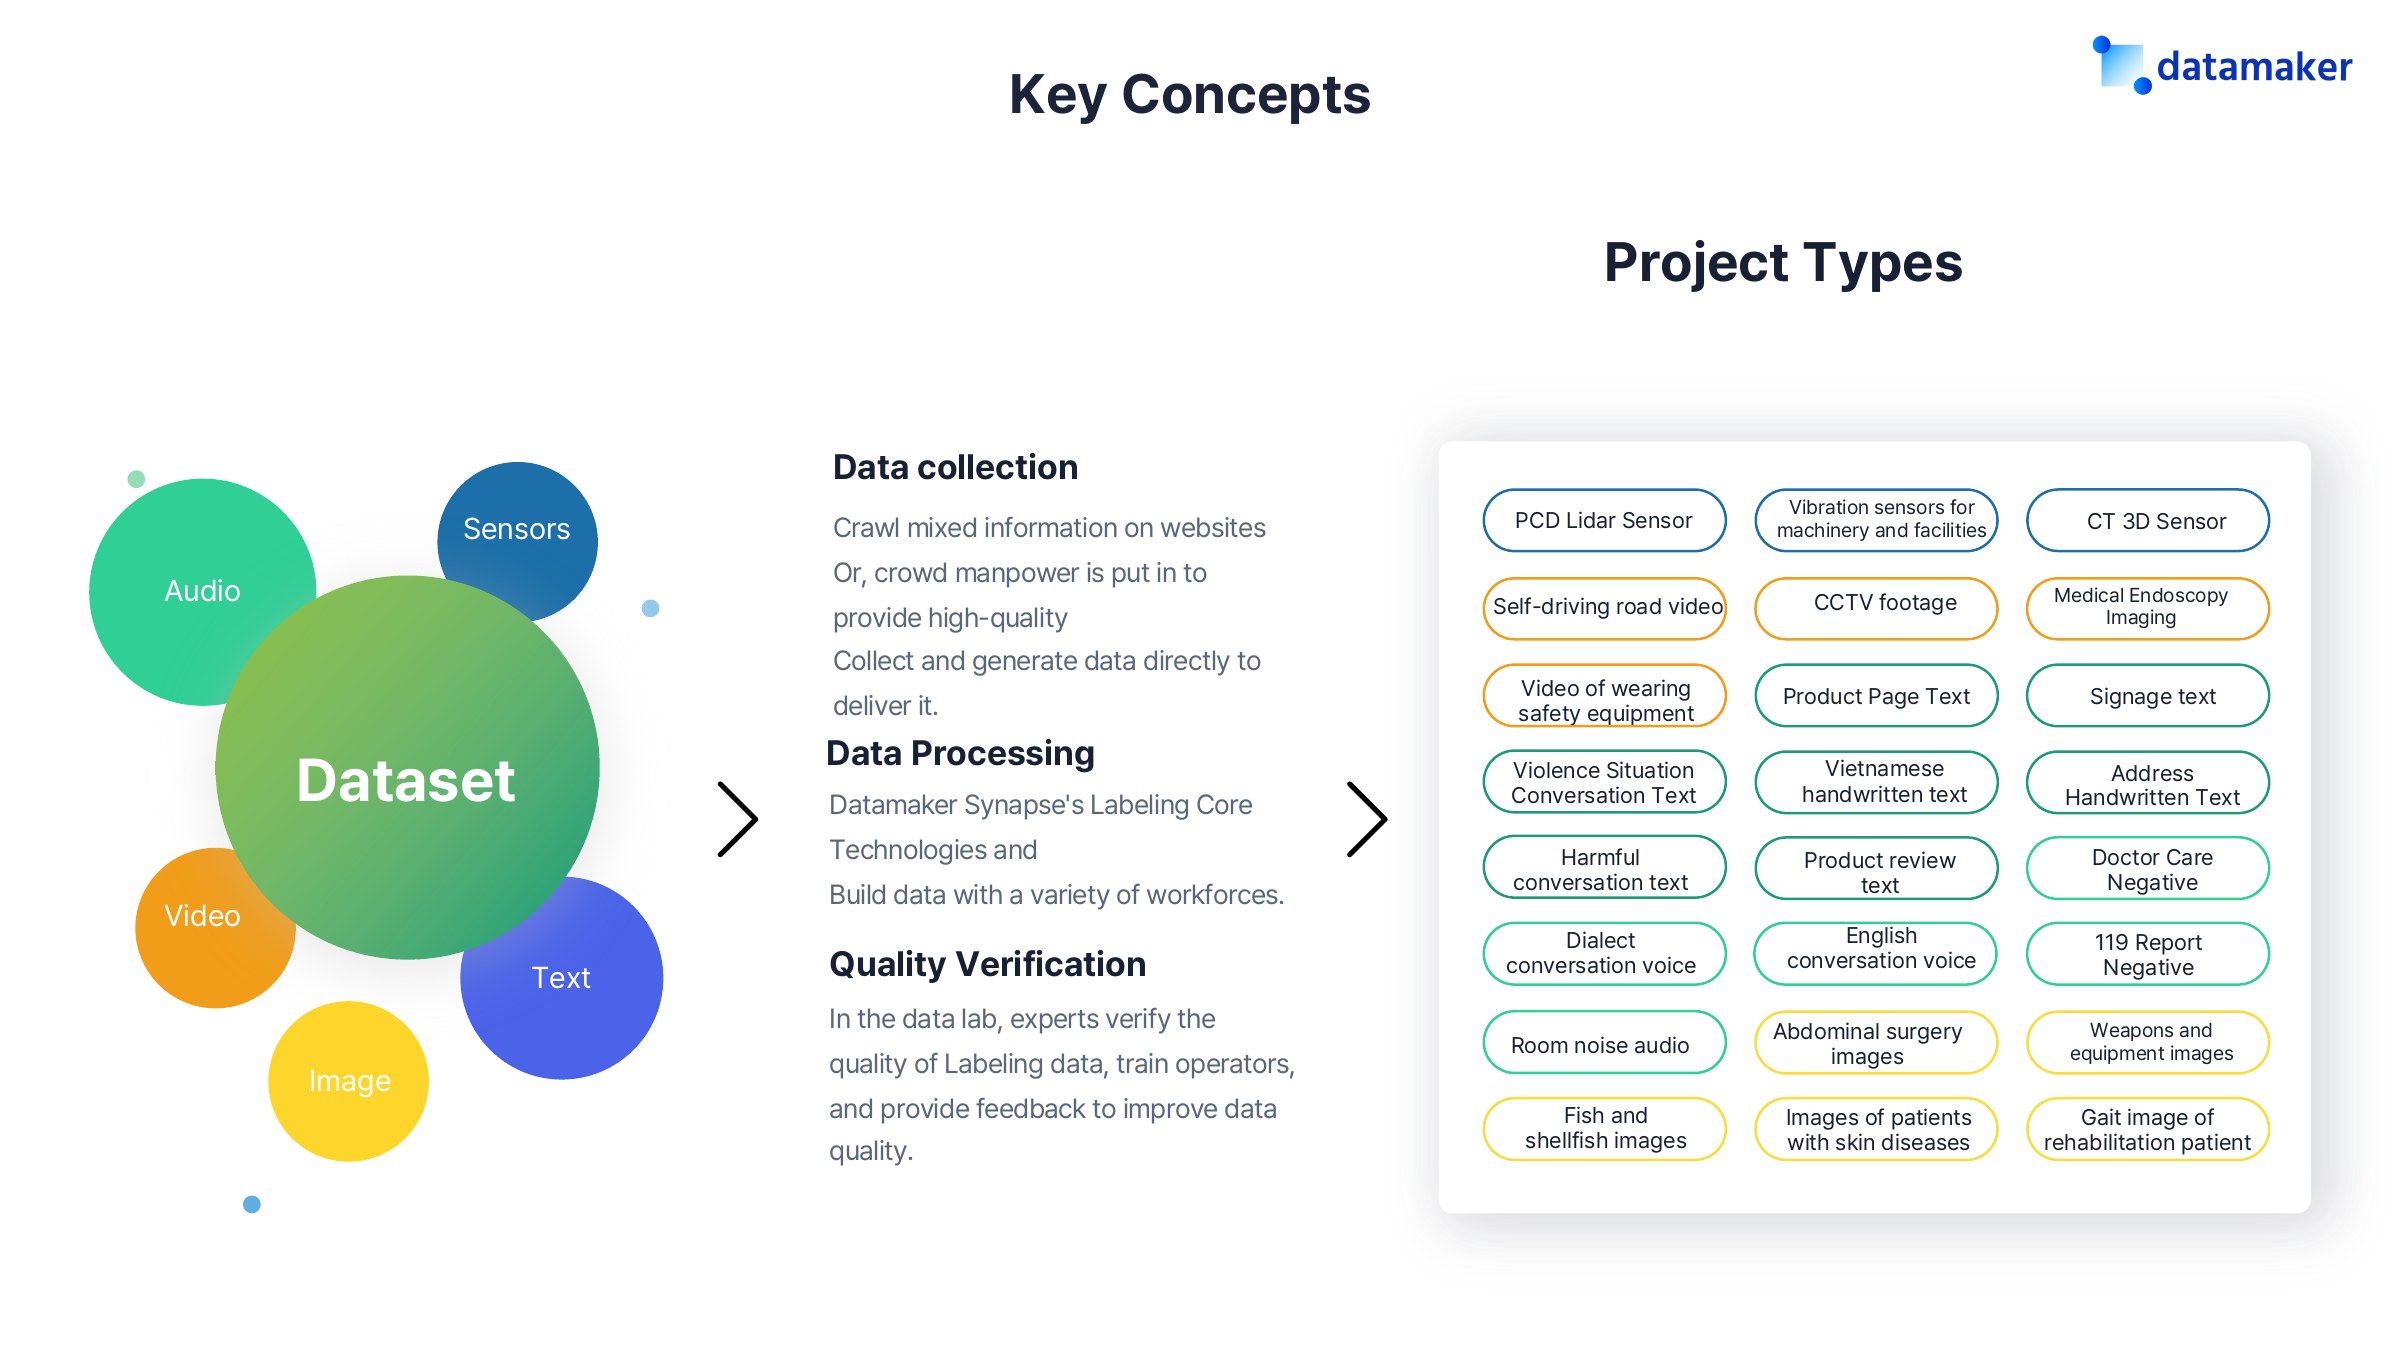 Key Concepts
datamaker
Project Types
Audio
Sensors
Dataset
Video
Text
Image
Data collection
Crawl mixed information on websites
Or, crowd manpower is put in to
provide high-quality
Collect and generate data directly to
deliver it.
Data Processing
Datamaker Synapse's Labeling Core
Technologies and
Build data with a variety of workforces.
Quality Verification
In the data lab, experts verify the
quality of Labeling data, train operators,
and provide feedback to improve data
quality.
PCD Lidar Sensor
Vibration sensors for
machinery and facilities
CT 3D Sensor
Self-driving road video
CCTV footage
Medical Endoscopy
Imaging
Video of wearing
safety equipment
Product Page Text
Signage text
Violence Situation
Conversation Text
Vietnamese
handwritten text
Address
Handwritten Text
Harmful
conversation text
Product review
text
Doctor Care
Negative
Dialect
conversation voice
English
conversation voice
119 Report
Negative
Room noise audio
Abdominal surgery
images
Weapons and
equipment images
Fish and
shellfish images
Images of patients
with skin diseases
Gait image of
rehabilitation patient